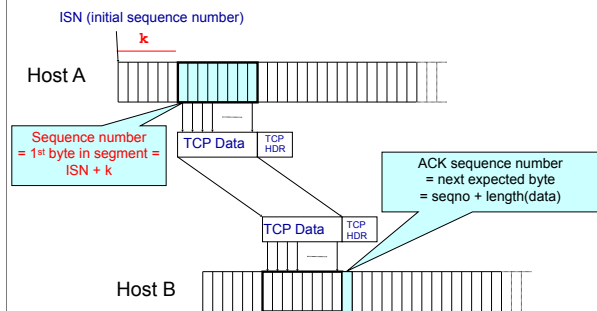 ISN (initial sequence number)
k
Host A
Sequence number
= 1st byte in segment =
ISN + k
TCP Data
TCP
HDR
ACK sequence number
= next expected byte
= seqno + length(data)
TCP Data
TCP
HDR
Host B